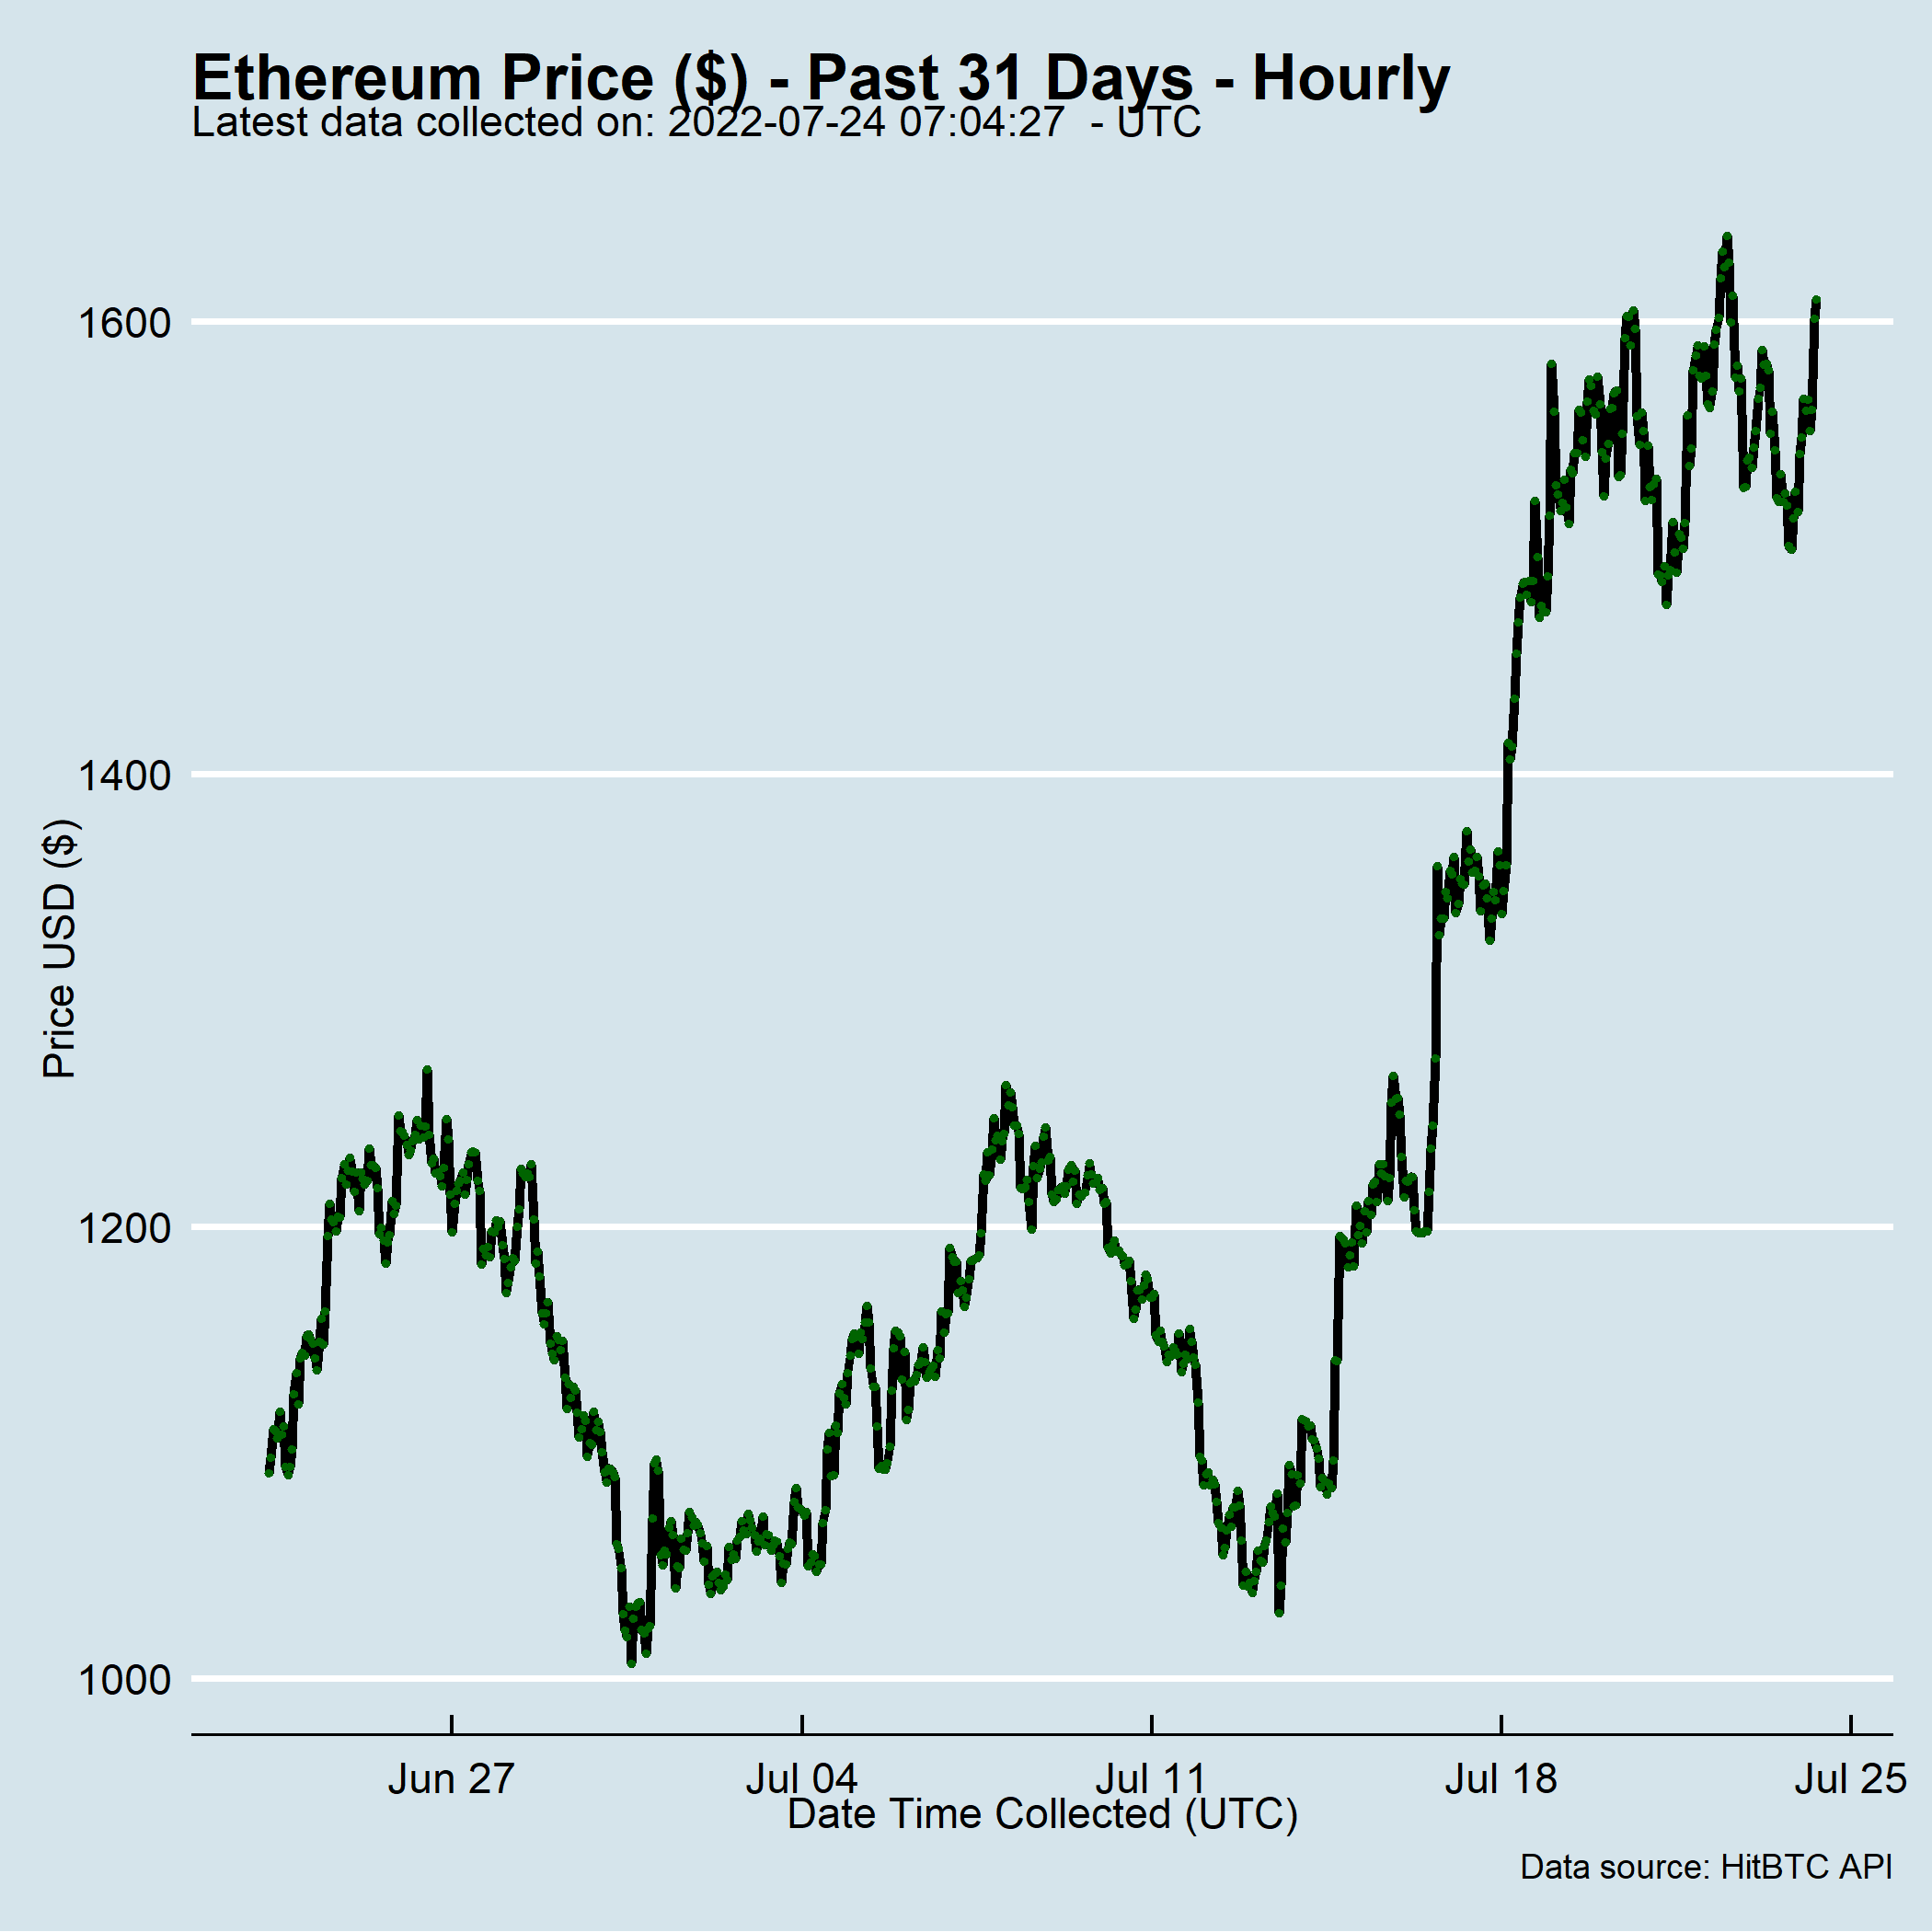 Ethereum Price ($) - Past 31 Days - Hourly
Latest data collected on: 2022-07-24 07:04:27  - UTC
1600
1400
1200
1000
Price USD ($)
Jun 27
Jul 04
Jul 11
Jul 18
Jul 25
Date Time Collected (UTC)
Data source: HitBTC API